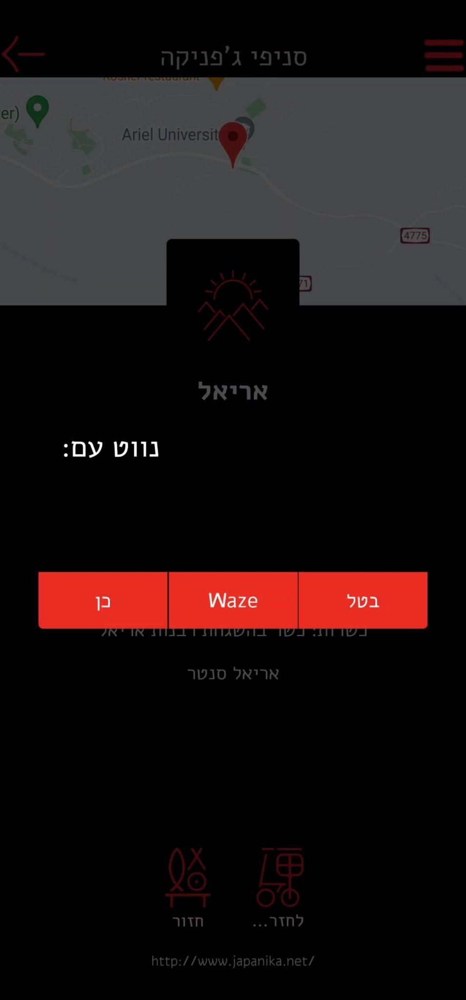 סניפי ג'פניקה
Kosher restaurant
er)
Ariel Universit
4775
71
אריאל
נווט עם:
בטל
Waze
כן
כשרות: כשר בהשגחת רבנות אריאל
אריאל סנטר
לחזר...
חזור
http://www.japanika.net/